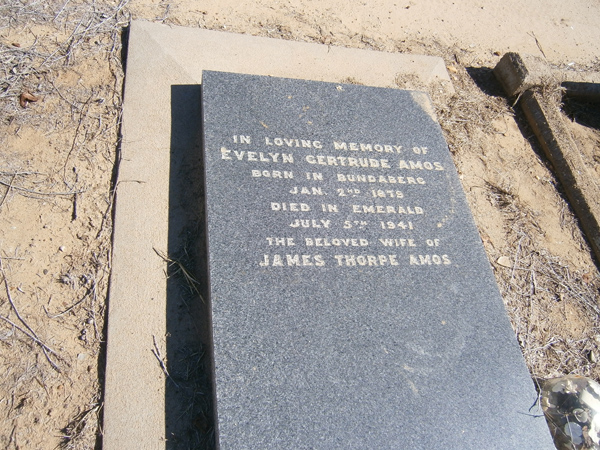 IN LOVING MEMORY OF
EVELYN GERTRUDE AMOS
BORN IN BUNDABERG
JAN. 2ND 1878
DIED IN EMERALD
JULY 5TH 1941
THE BELOVED WIFE OF
JAMES THORPE AMOS